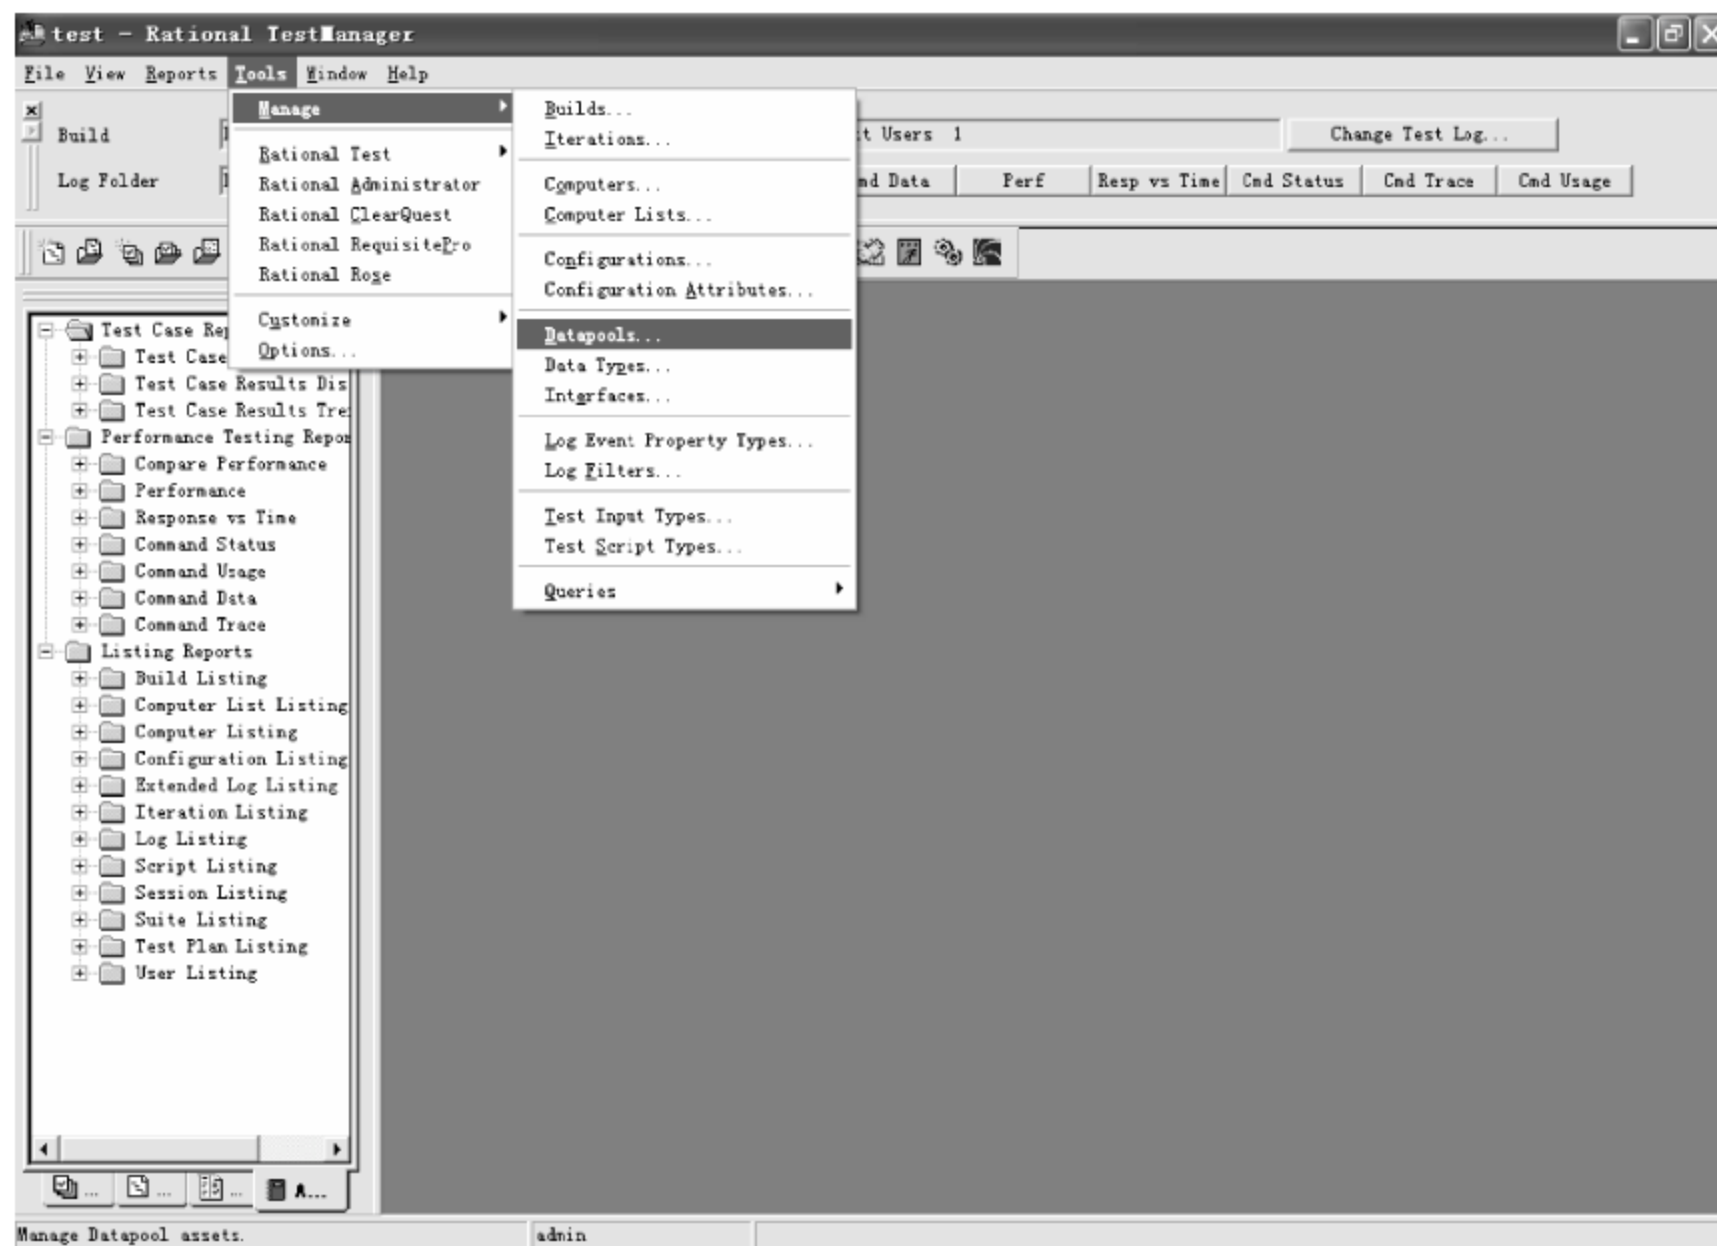 test - Rational TestManager
File View Reports Tools Window Help
Build
t Users 1
Change Test Log...
Log Folder
nd Data Perf Resp vs Time Cmd Status Cmd Trace Cmd Usage
Manage
Rational Test
Rational Administrator
Rational ClearQuest
Rational RequisitePro
Rational Rose
Customize
Options...
Builds...
Iterations...
Computers...
Computer Lists...
Configurations...
Configuration Attributes...
Datapools...
Data Types...
Interfaces...
Log Event Property Types...
Log Filters...
Test Input Types...
Test Script Types...
Queries
Test Case Rep
Test Case
Test Case Results Dis
Test Case Results Tre
Performance Testing Repor
Compare Performance
Performance
Response vs Time
Command Status
Command Usage
Command Data
Command Trace
Listing Reports
Build Listing
Computer List Listing
Computer Listing
Configuration Listing
Extended Log Listing
Iteration Listing
Log Listing
Script Listing
Session Listing
Suite Listing
Test Plan Listing
User Listing
... ... ... A...
Manage Datapool assets.
admin